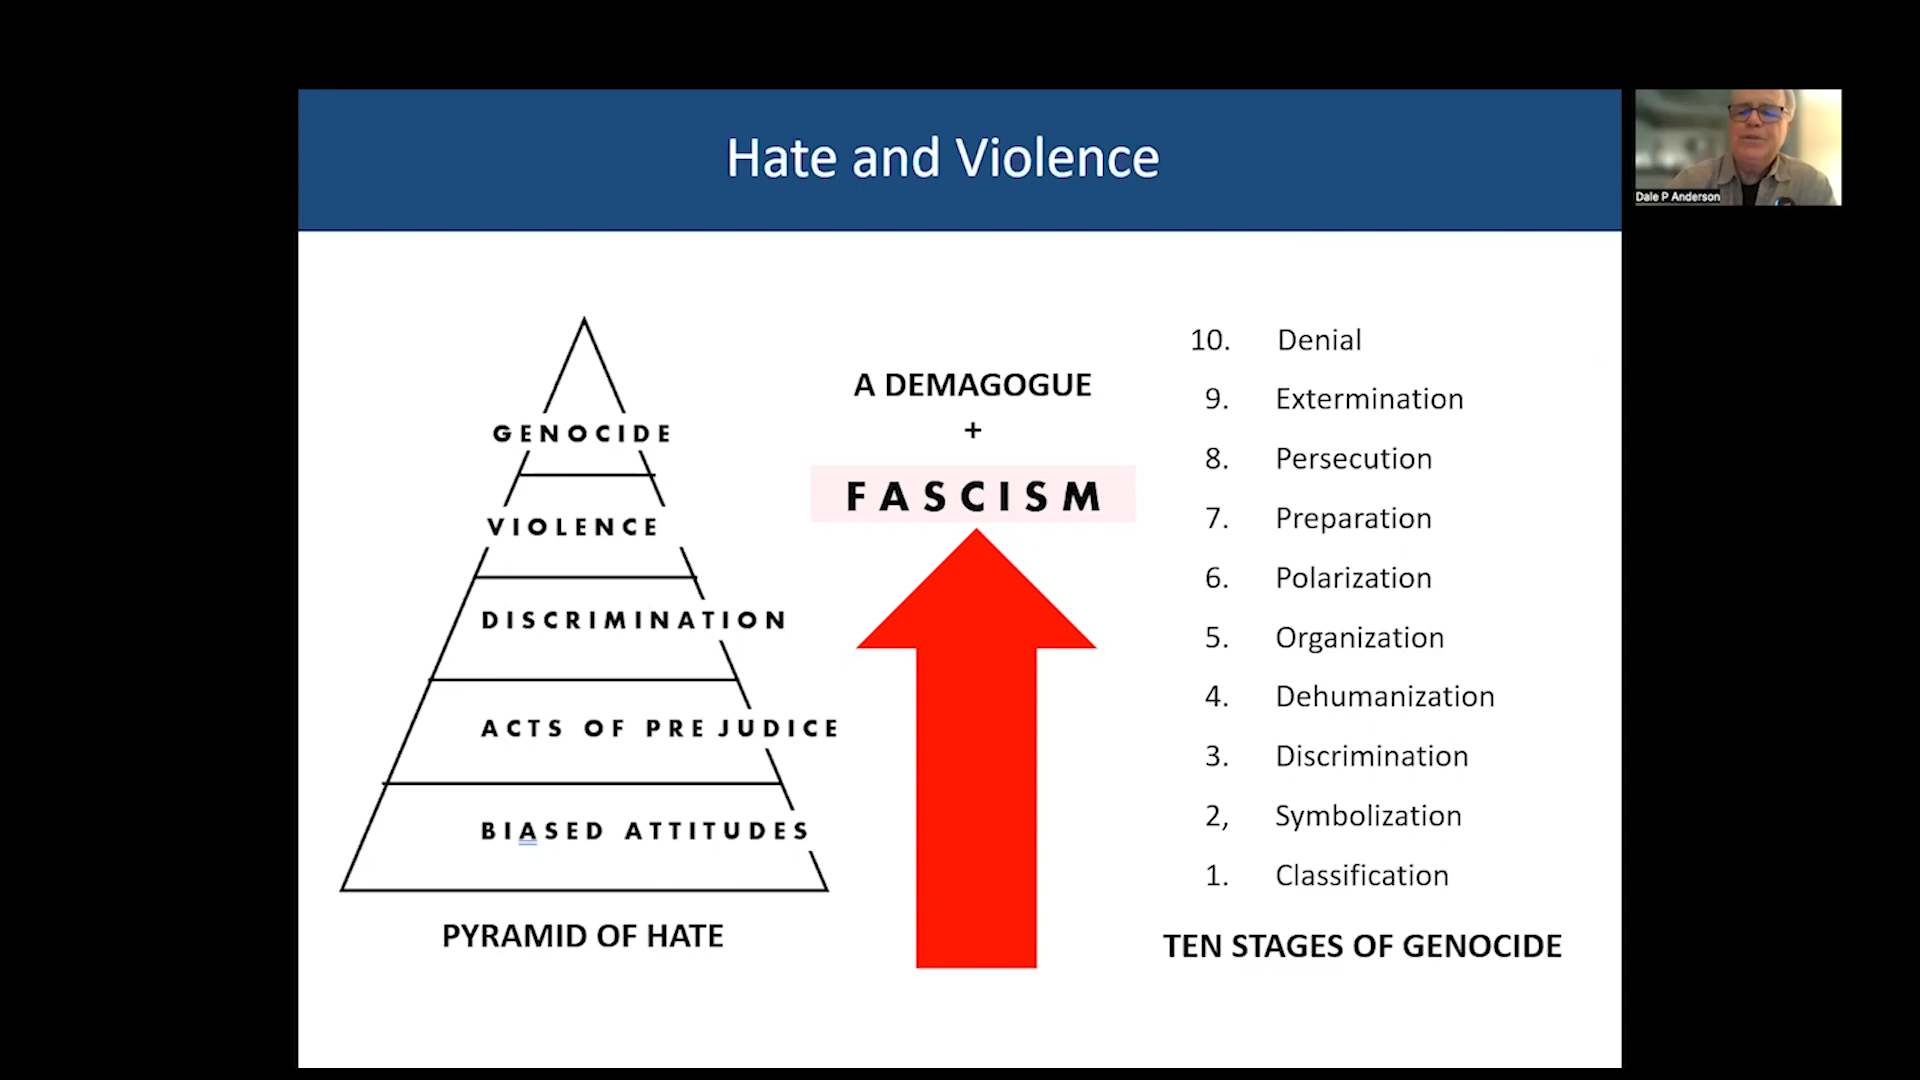 Hate and Violence
Dale P Anderson
GENOCIDE
VIOLENCE
DISCRIMINATION
ACTS OF PREJUDICE
BIASED ATTITUDES
PYRAMID OF HATE
A DEMAGOGUE
+
FASCISM
10. Denial
9. Extermination
8. Persecution
7. Preparation
6. Polarization
5. Organization
4. Dehumanization
3. Discrimination
2, Symbolization
1. Classification
TEN STAGES OF GENOCIDE